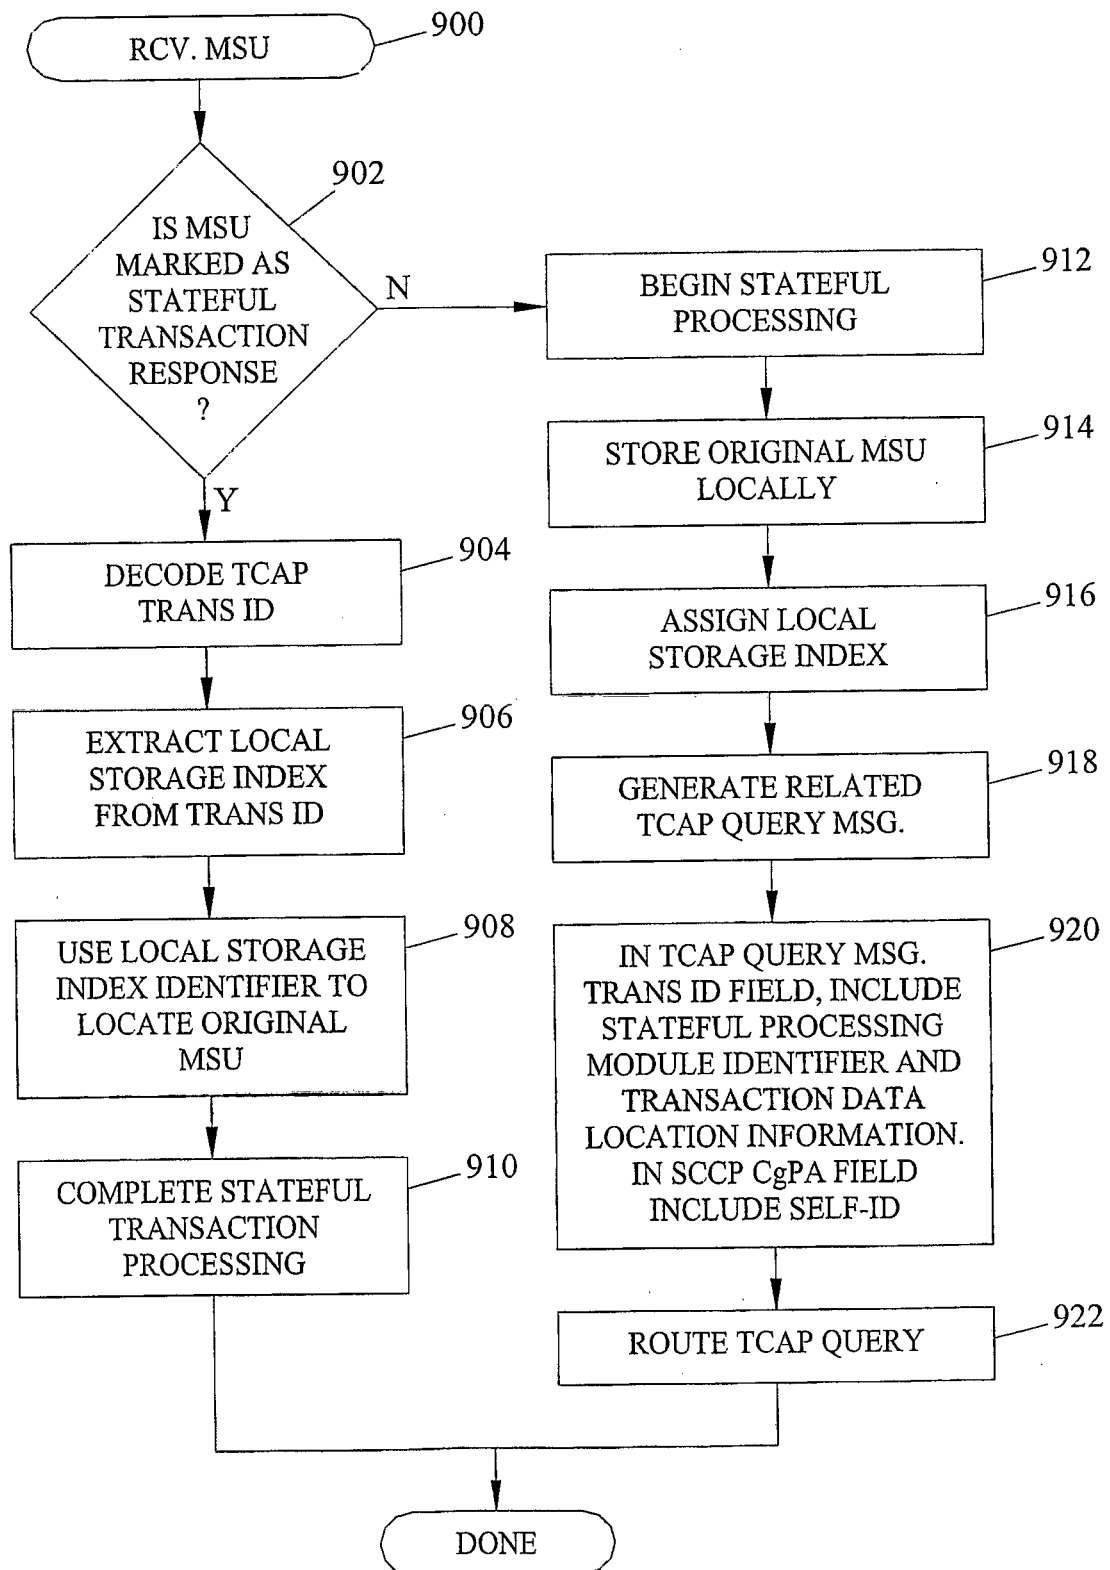 RCV. MSU
900
IS MSU
MARKED AS
STATEFUL
TRANSACTION
RESPONSE
?
902
N
Y
DECODE TCAP
TRANS ID
904
EXTRACT LOCAL
STORAGE INDEX
FROM TRANS ID
906
USE LOCAL STORAGE
INDEX IDENTIFIER TO
LOCATE ORIGINAL
MSU
908
COMPLETE STATEFUL
TRANSACTION
PROCESSING
910
BEGIN STATEFUL
PROCESSING
912
STORE ORIGINAL MSU
LOCALLY
914
ASSIGN LOCAL
STORAGE INDEX
916
GENERATE RELATED
TCAP QUERY MSG.
918
IN TCAP QUERY MSG.
TRANS ID FIELD, INCLUDE
STATEFUL PROCESSING
MODULE IDENTIFIER AND
TRANSACTION DATA
LOCATION INFORMATION.
IN SCCP CgPA FIELD
INCLUDE SELF-ID
920
ROUTE TCAP QUERY
922
DONE